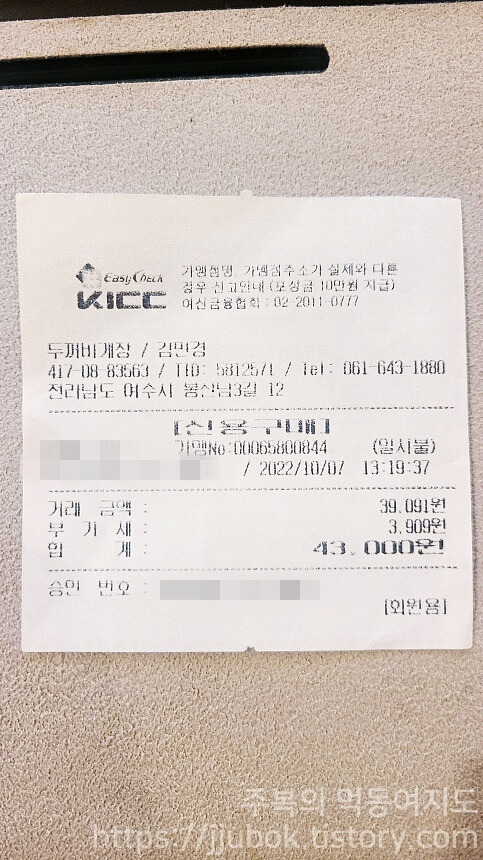 EasyCheck
KICC
가맹점명, 가맹점주소가 실제와 다른
경우 신고안내 (포상금 10만원 지급)
여신금융협회 : 02-2011-0777
두꺼비게장 / 김민경
417-08-83563 / TID: 5812571 / Tel: 061-643-1880
전라남도 여수시 봉산남3길 12
[신용구매]
가맹No:00065800844 (일시불)
/ 2022/10/07 13:19:37
거래 금액 : 39,091원
부 가 세 : 3,909원
합 계 : 43,000원
승인 번호 :
[회원용]
주복의 먹동여지도
https://jjubok.tistory.com